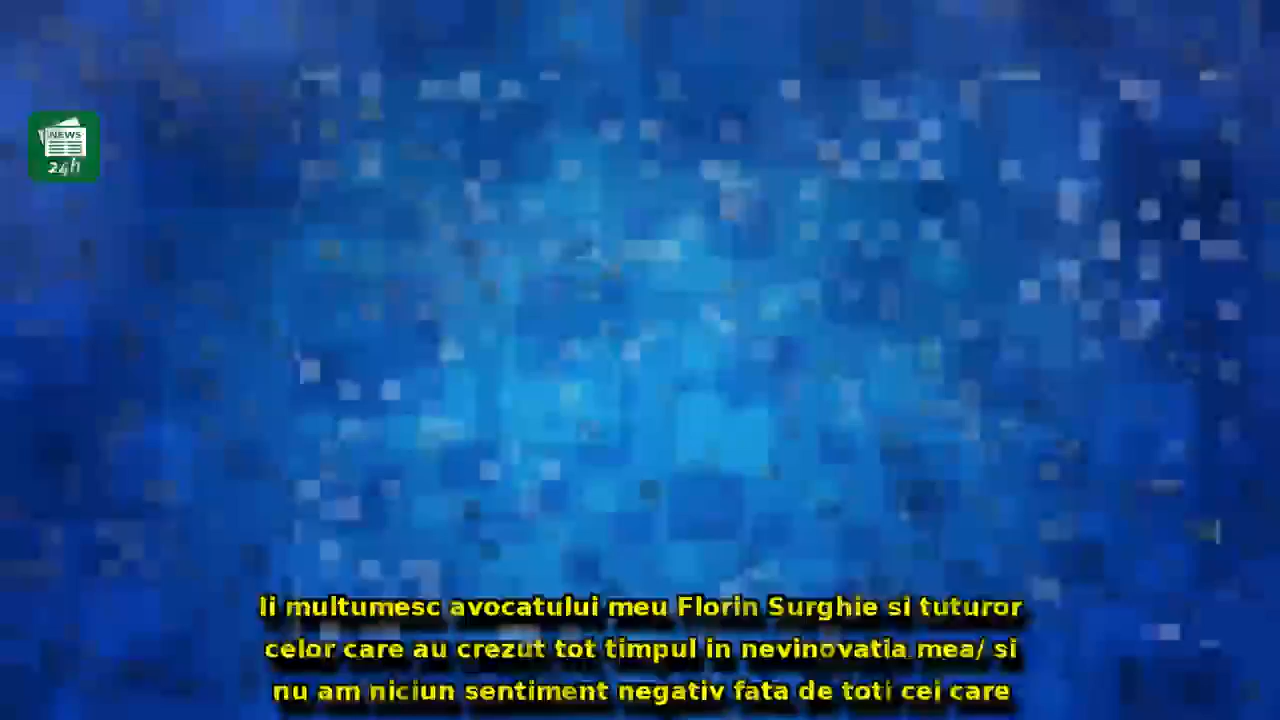 NEWS
24h
Ii multumesc avocatului meu Florin Surghie si tuturor
celor care au crezut tot timpul in nevinovatia mea/ si
nu am niciun sentiment negativ fata de toti cei care